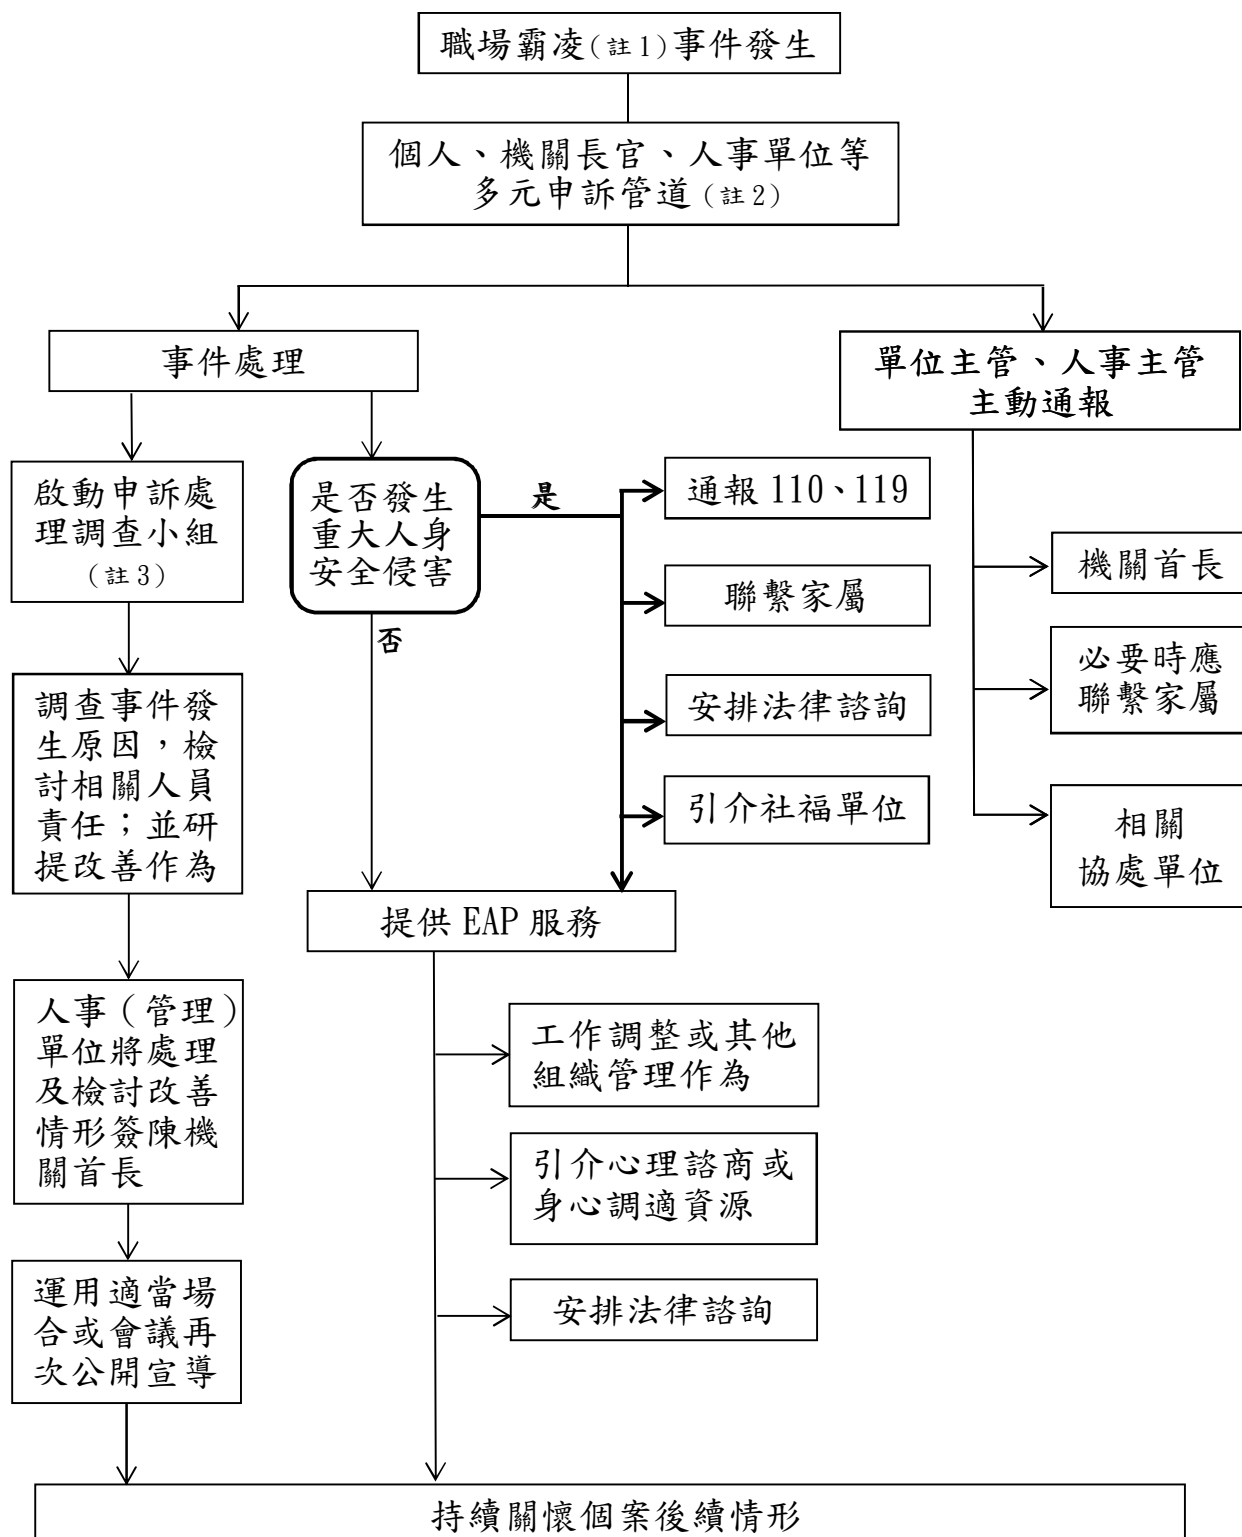 職場霸凌(註1)事件發生
個人、機關長官、人事單位等
多元申訴管道(註2)
事件處理
單位主管、人事主管
主動通報
啟動申訴處
理調查小組
(註3)
是否發生
重大人身
安全侵害
是
否
通報 110、119
聯繫家屬
安排法律諮詢
引介社福單位
機關首長
必要時應
聯繫家屬
相關
協處單位
調查事件發
生原因，檢
討相關人員
責任；並研
提改善作為
提供 EAP 服務
人事（管理）
單位將處理
及檢討改善
情形簽陳機
關首長
工作調整或其他
組織管理作為
引介心理諮商或
身心調適資源
安排法律諮詢
運用適當場
合或會議再
次公開宣導
持續關懷個案後續情形